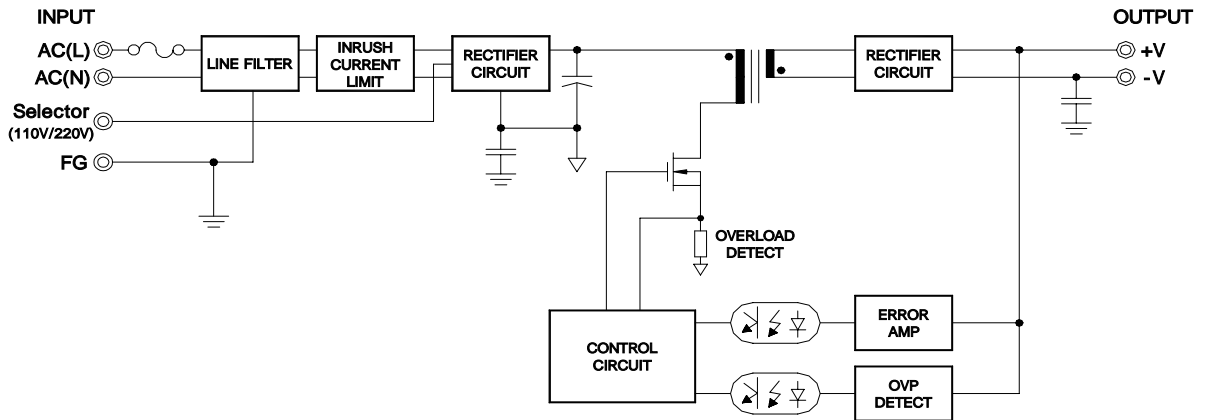 INPUT
OUTPUT
AC(L)
AC(N)
Selector
(110V/220V)
FG
LINE FILTER
INRUSH
CURRENT
LIMIT
RECTIFIER
CIRCUIT
RECTIFIER
CIRCUIT
+V
-V
OVERLOAD
DETECT
CONTROL
CIRCUIT
ERROR
AMP
OVP
DETECT